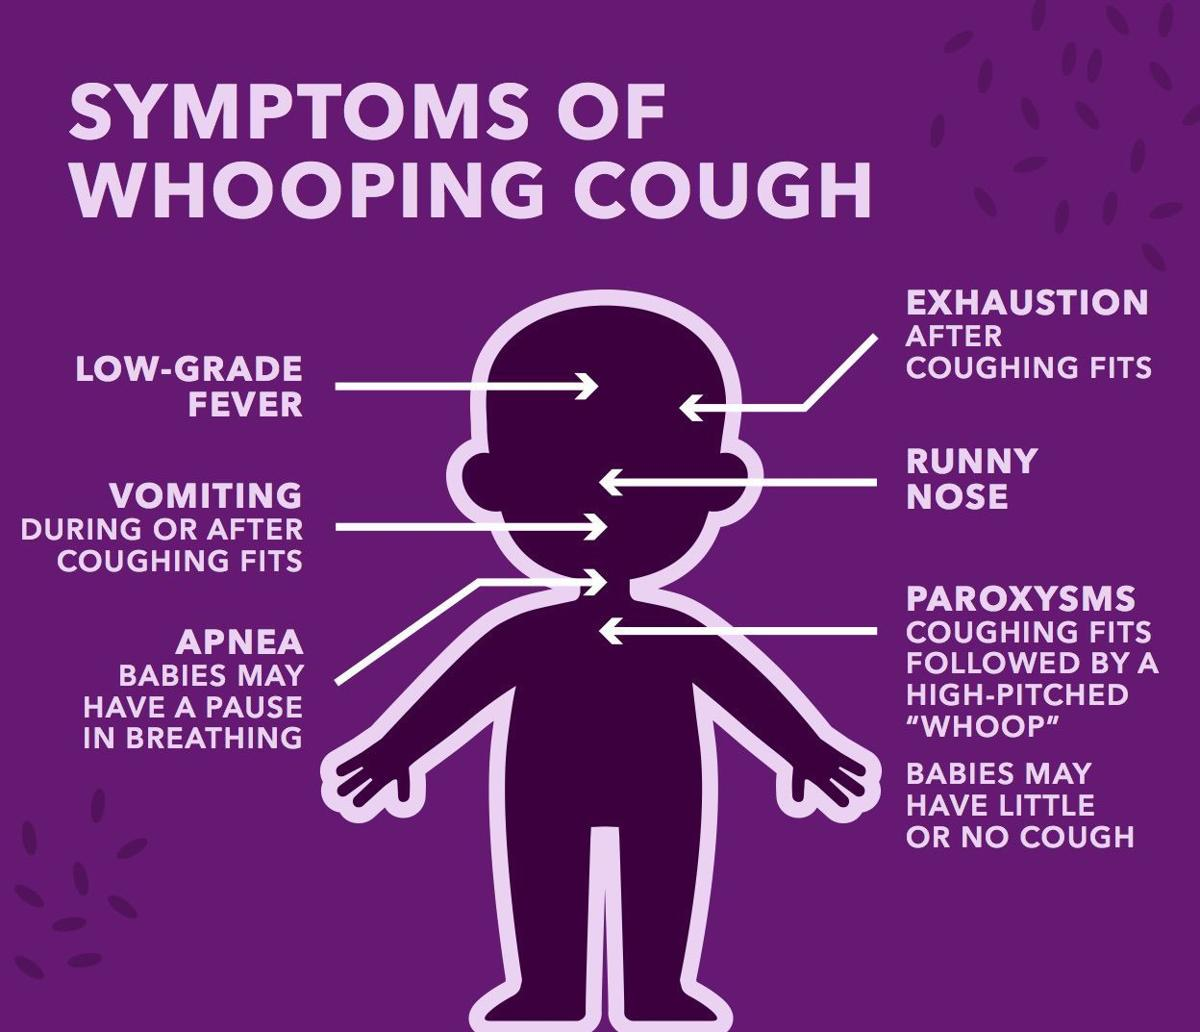 SYMPTOMS OF
WHOOPING COUGH
LOW-GRADE
FEVER
VOMITING
DURING OR AFTER
COUGHING FITS
APNEA
BABIES MAY
HAVE A PAUSE
IN BREATHING
EXHAUSTION
AFTER
COUGHING FITS
RUNNY
NOSE
PAROXYSMS
COUGHING FITS
FOLLOWED BY A
HIGH-PITCHED
“WHOOP”
BABIES MAY
HAVE LITTLE
OR NO COUGH